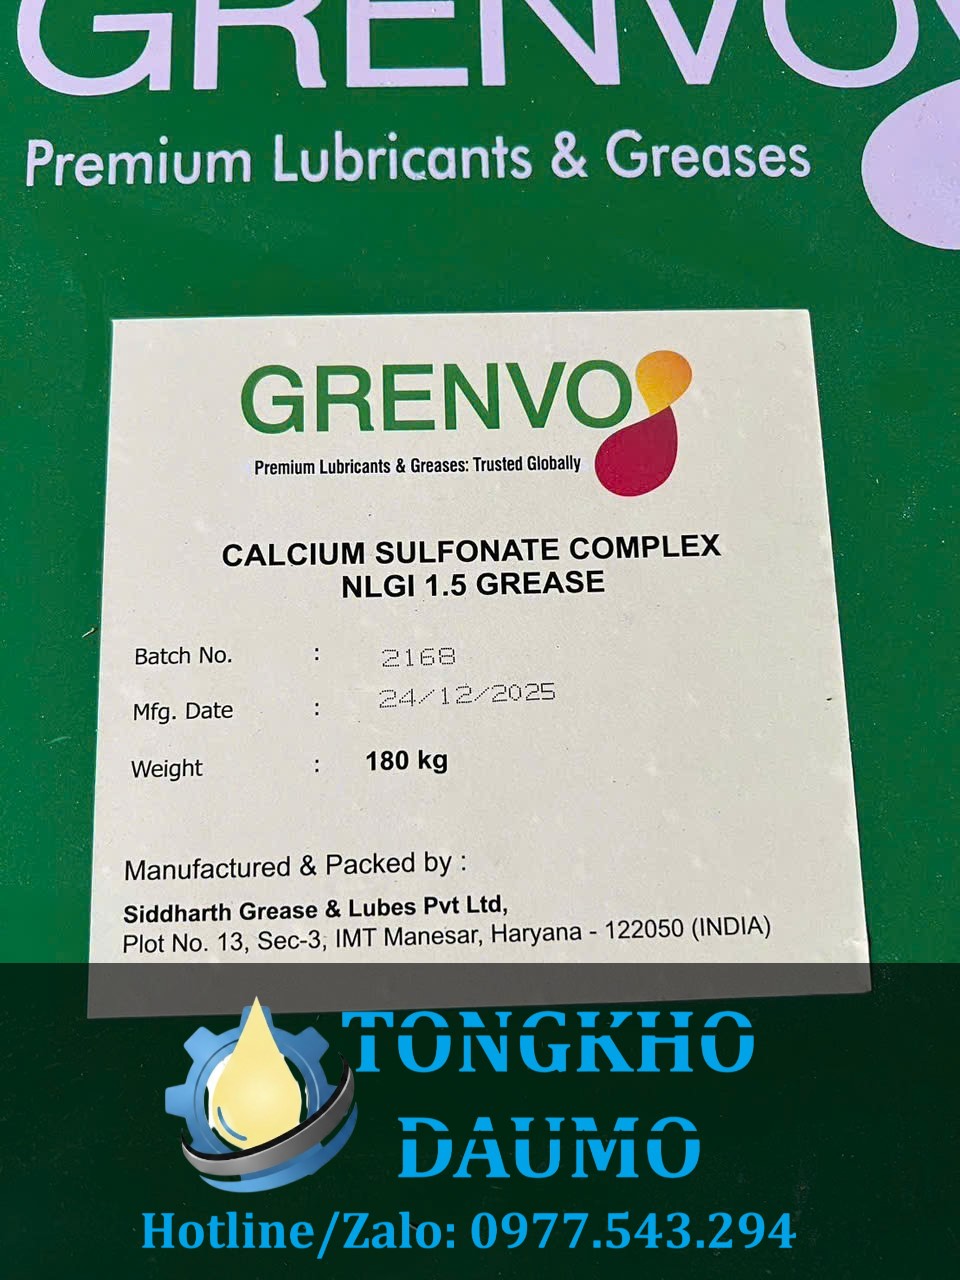 GRENVO
Premium Lubricants & Greases
GRENVO
Premium Lubricants & Greases: Trusted Globally
CALCIUM SULFONATE COMPLEX
NLGI 1.5 GREASE
Batch No. : 2168
Mfg. Date : 24/12/2025
Weight : 180 kg
Manufactured & Packed by :
Siddharth Grease & Lubes Pvt Ltd,
Plot No. 13, Sec-3, IMT Manesar, Haryana - 122050 (INDIA)
TONGKHO
DAUMO
Hotline/Zalo: 0977.543.294